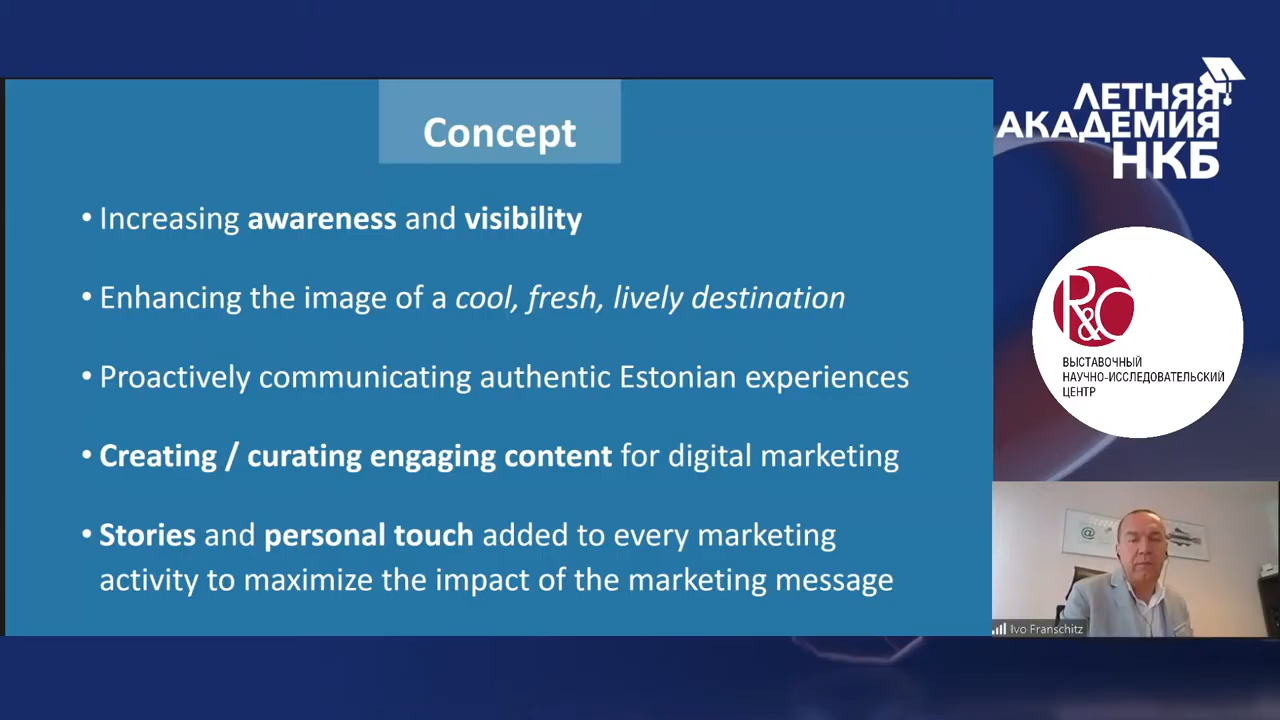 Concept
• Increasing awareness and visibility
• Enhancing the image of a cool, fresh, lively destination
• Proactively communicating authentic Estonian experiences
• Creating / curating engaging content for digital marketing
• Stories and personal touch added to every marketing
activity to maximize the impact of the marketing message
ЛЕТНЯЯ
АКАДЕМИЯ
НКБ
R&C
ВЫСТАВОЧНЫЙ
НАУЧНО-ИССЛЕДОВАТЕЛЬСКИЙ
ЦЕНТР
@
Ivo Franschitz